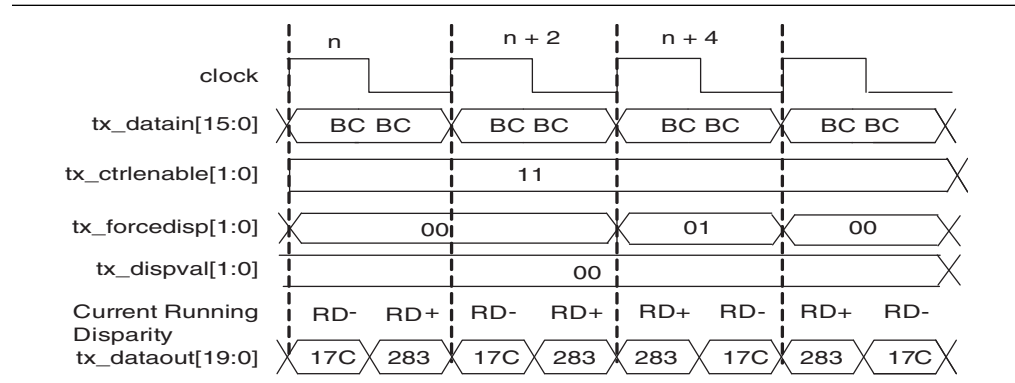 n n + 2 n + 4
clock
tx_datain[15:0] BC BC BC BC BC BC BC BC
tx_ctrlenable[1:0] 11
tx_forcedisp[1:0] 00 01 00
tx_dispval[1:0] 00
Current Running RD- RD+ RD- RD+ RD+ RD- RD+ RD-
Disparity
tx_dataout[19:0] 17C 283 17C 283 283 17C 283 17C